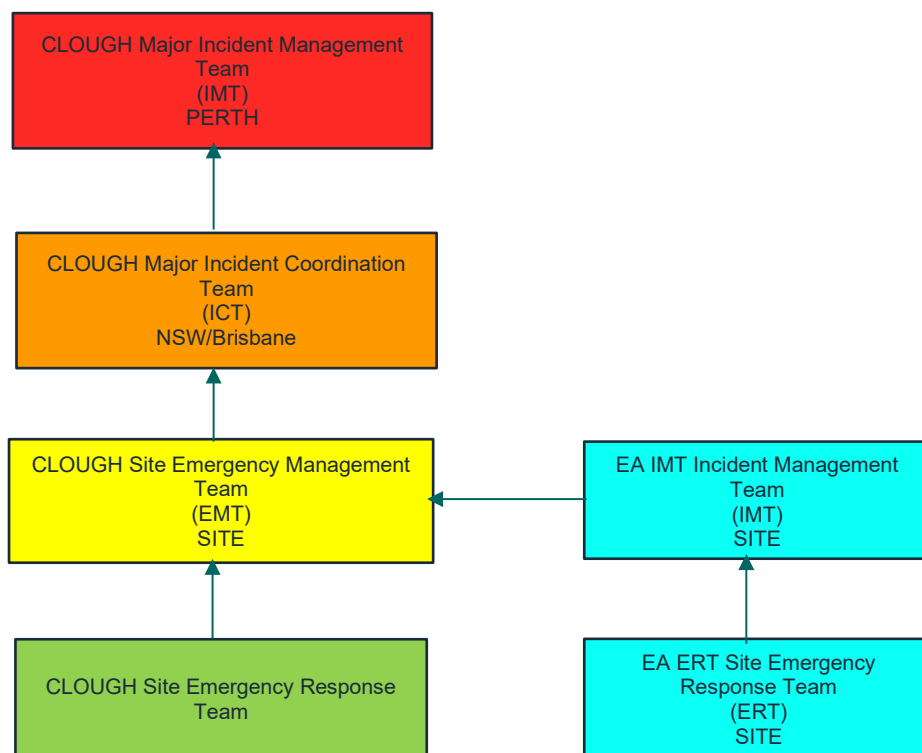 CLOUGH Major Incident Management
Team
(IMT)
PERTH
CLOUGH Major Incident Coordination
Team
(ICT)
NSW/Brisbane
CLOUGH Site Emergency Management
Team
(EMT)
SITE
EA IMT Incident Management
Team
(IMT)
SITE
CLOUGH Site Emergency Response
Team
EA ERT Site Emergency
Response Team
(ERT)
SITE